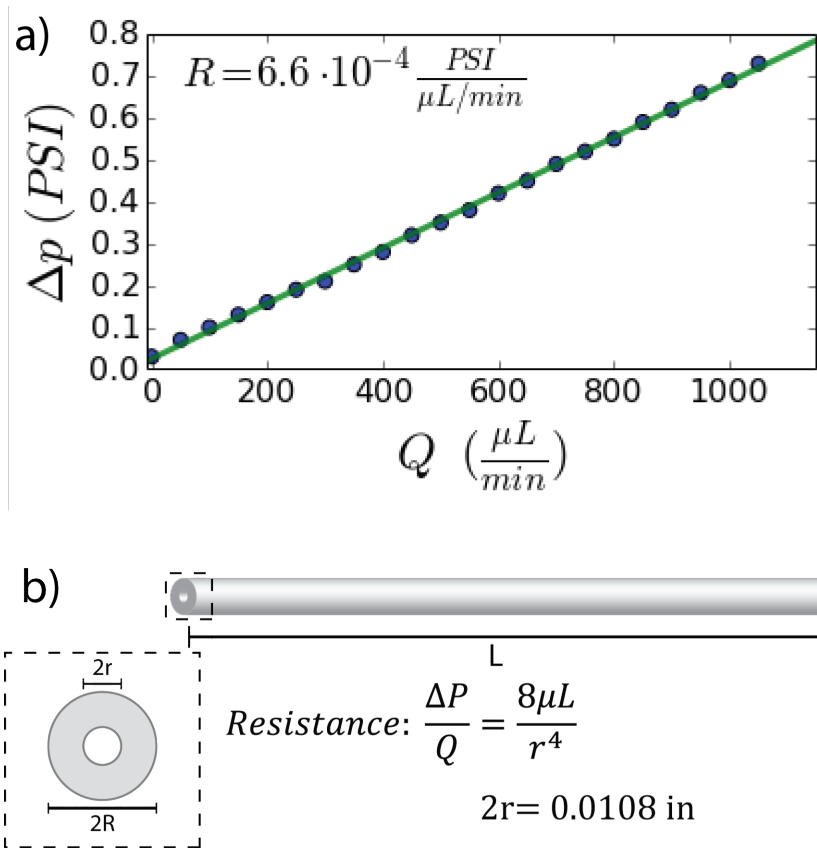 a)
R=6.6 ·10⁻⁴ PSI / μL/min
0.8
0.7
0.6
0.5
0.4
0.3
0.2
0.1
0.0
Δp (PSI)
0 200 400 600 800 1000
Q (μL/min)
b)
L
2r
2R
Resistance: ΔP/Q = 8μL/r⁴
2r= 0.0108 in